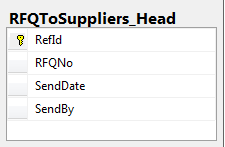 RFQToSuppliers_Head
RefId
RFQNo
SendDate
SendBy